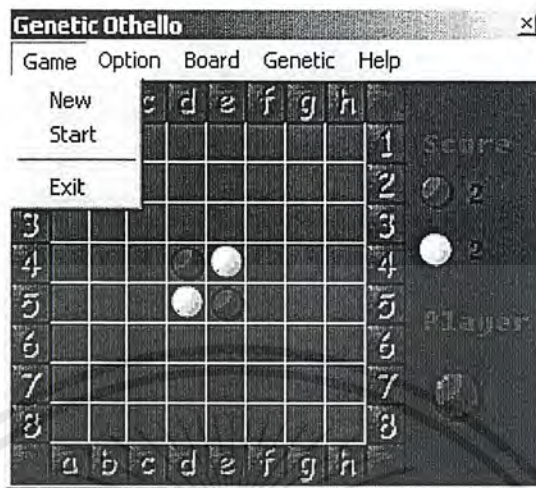 Genetic Othello
Game Option Board Genetic Help
New
Start
Exit
c d e f g h
1
Score
2 2
3
4 4 2
5 5
Player
6 6
7 7
8 8
a b c d e f g h